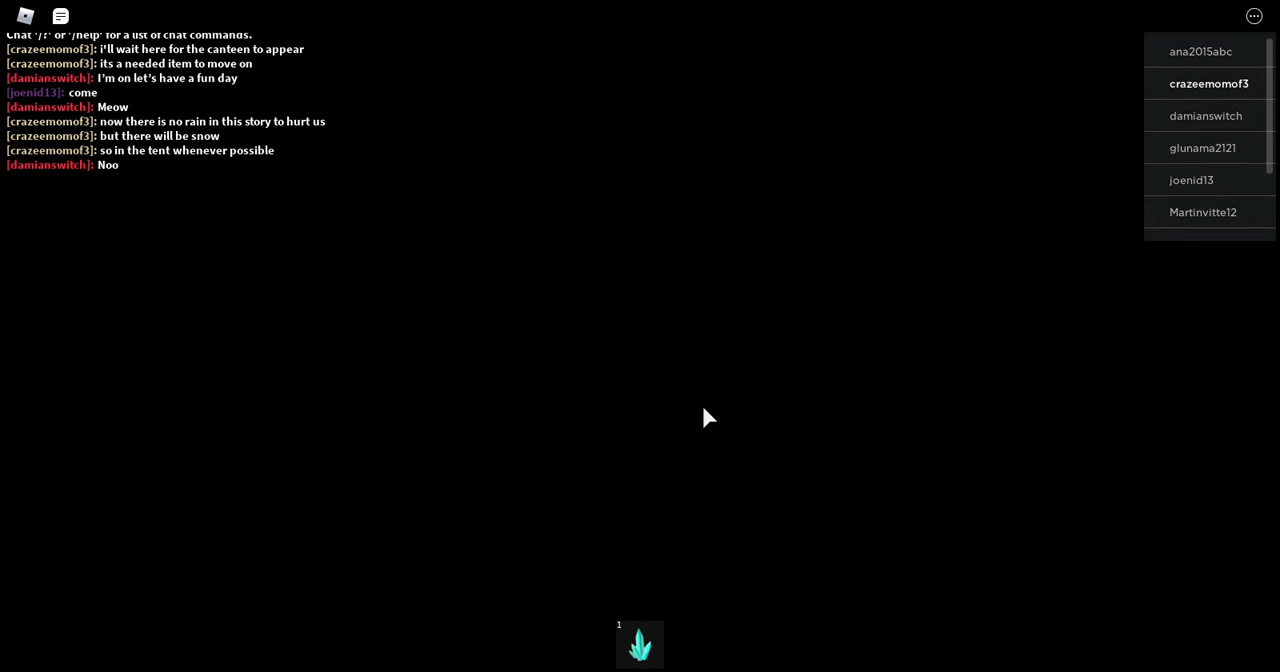 Chat '/?' or '/help' for a list of chat commands.
[crazeemomof3]: i'll wait here for the canteen to appear
[crazeemomof3]: its a needed item to move on
[damianswitch]: I'm on let's have a fun day
[joenid13]: come
[damianswitch]: Meow
[crazeemomof3]: now there is no rain in this story to hurt us
[crazeemomof3]: but there will be snow
[crazeemomof3]: so in the tent whenever possible
[damianswitch]: Noo
ana2015abc
crazeemomof3
damianswitch
glunama2121
joenid13
Martinvitte12
1